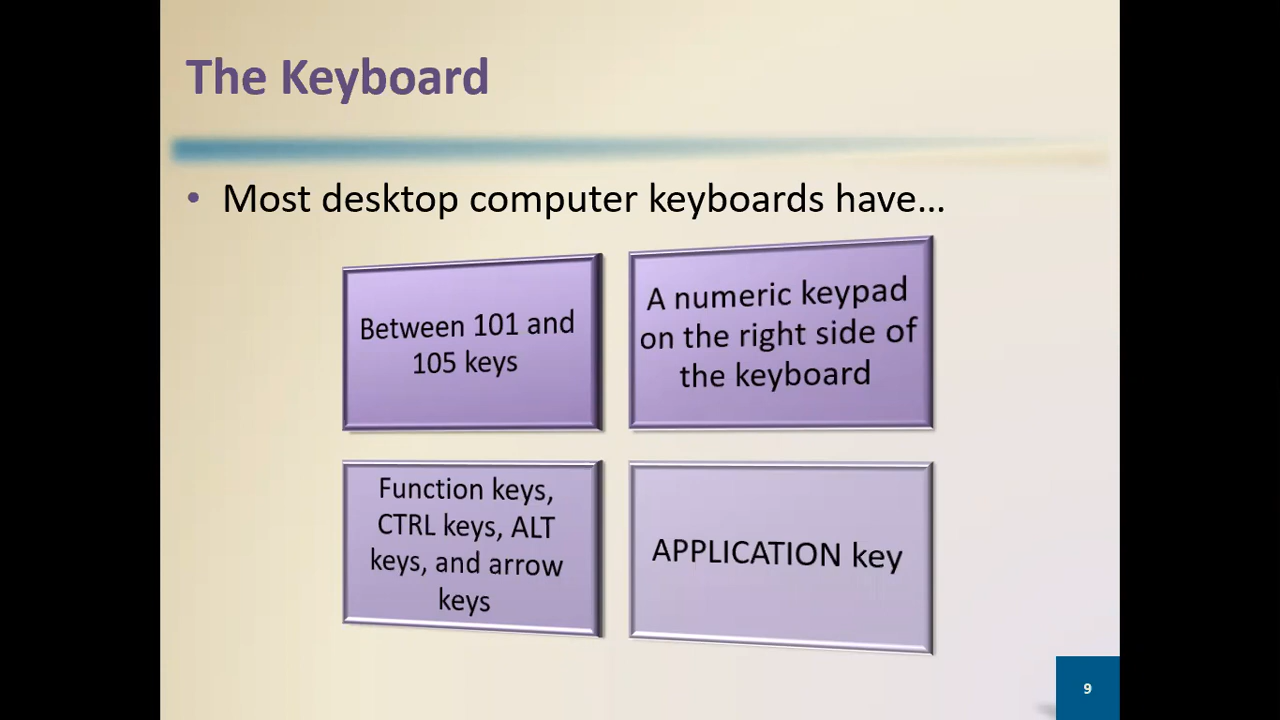 The Keyboard
• Most desktop computer keyboards have…
Between 101 and
105 keys
A numeric keypad
on the right side of
the keyboard
Function keys,
CTRL keys, ALT
keys, and arrow
keys
APPLICATION key
9